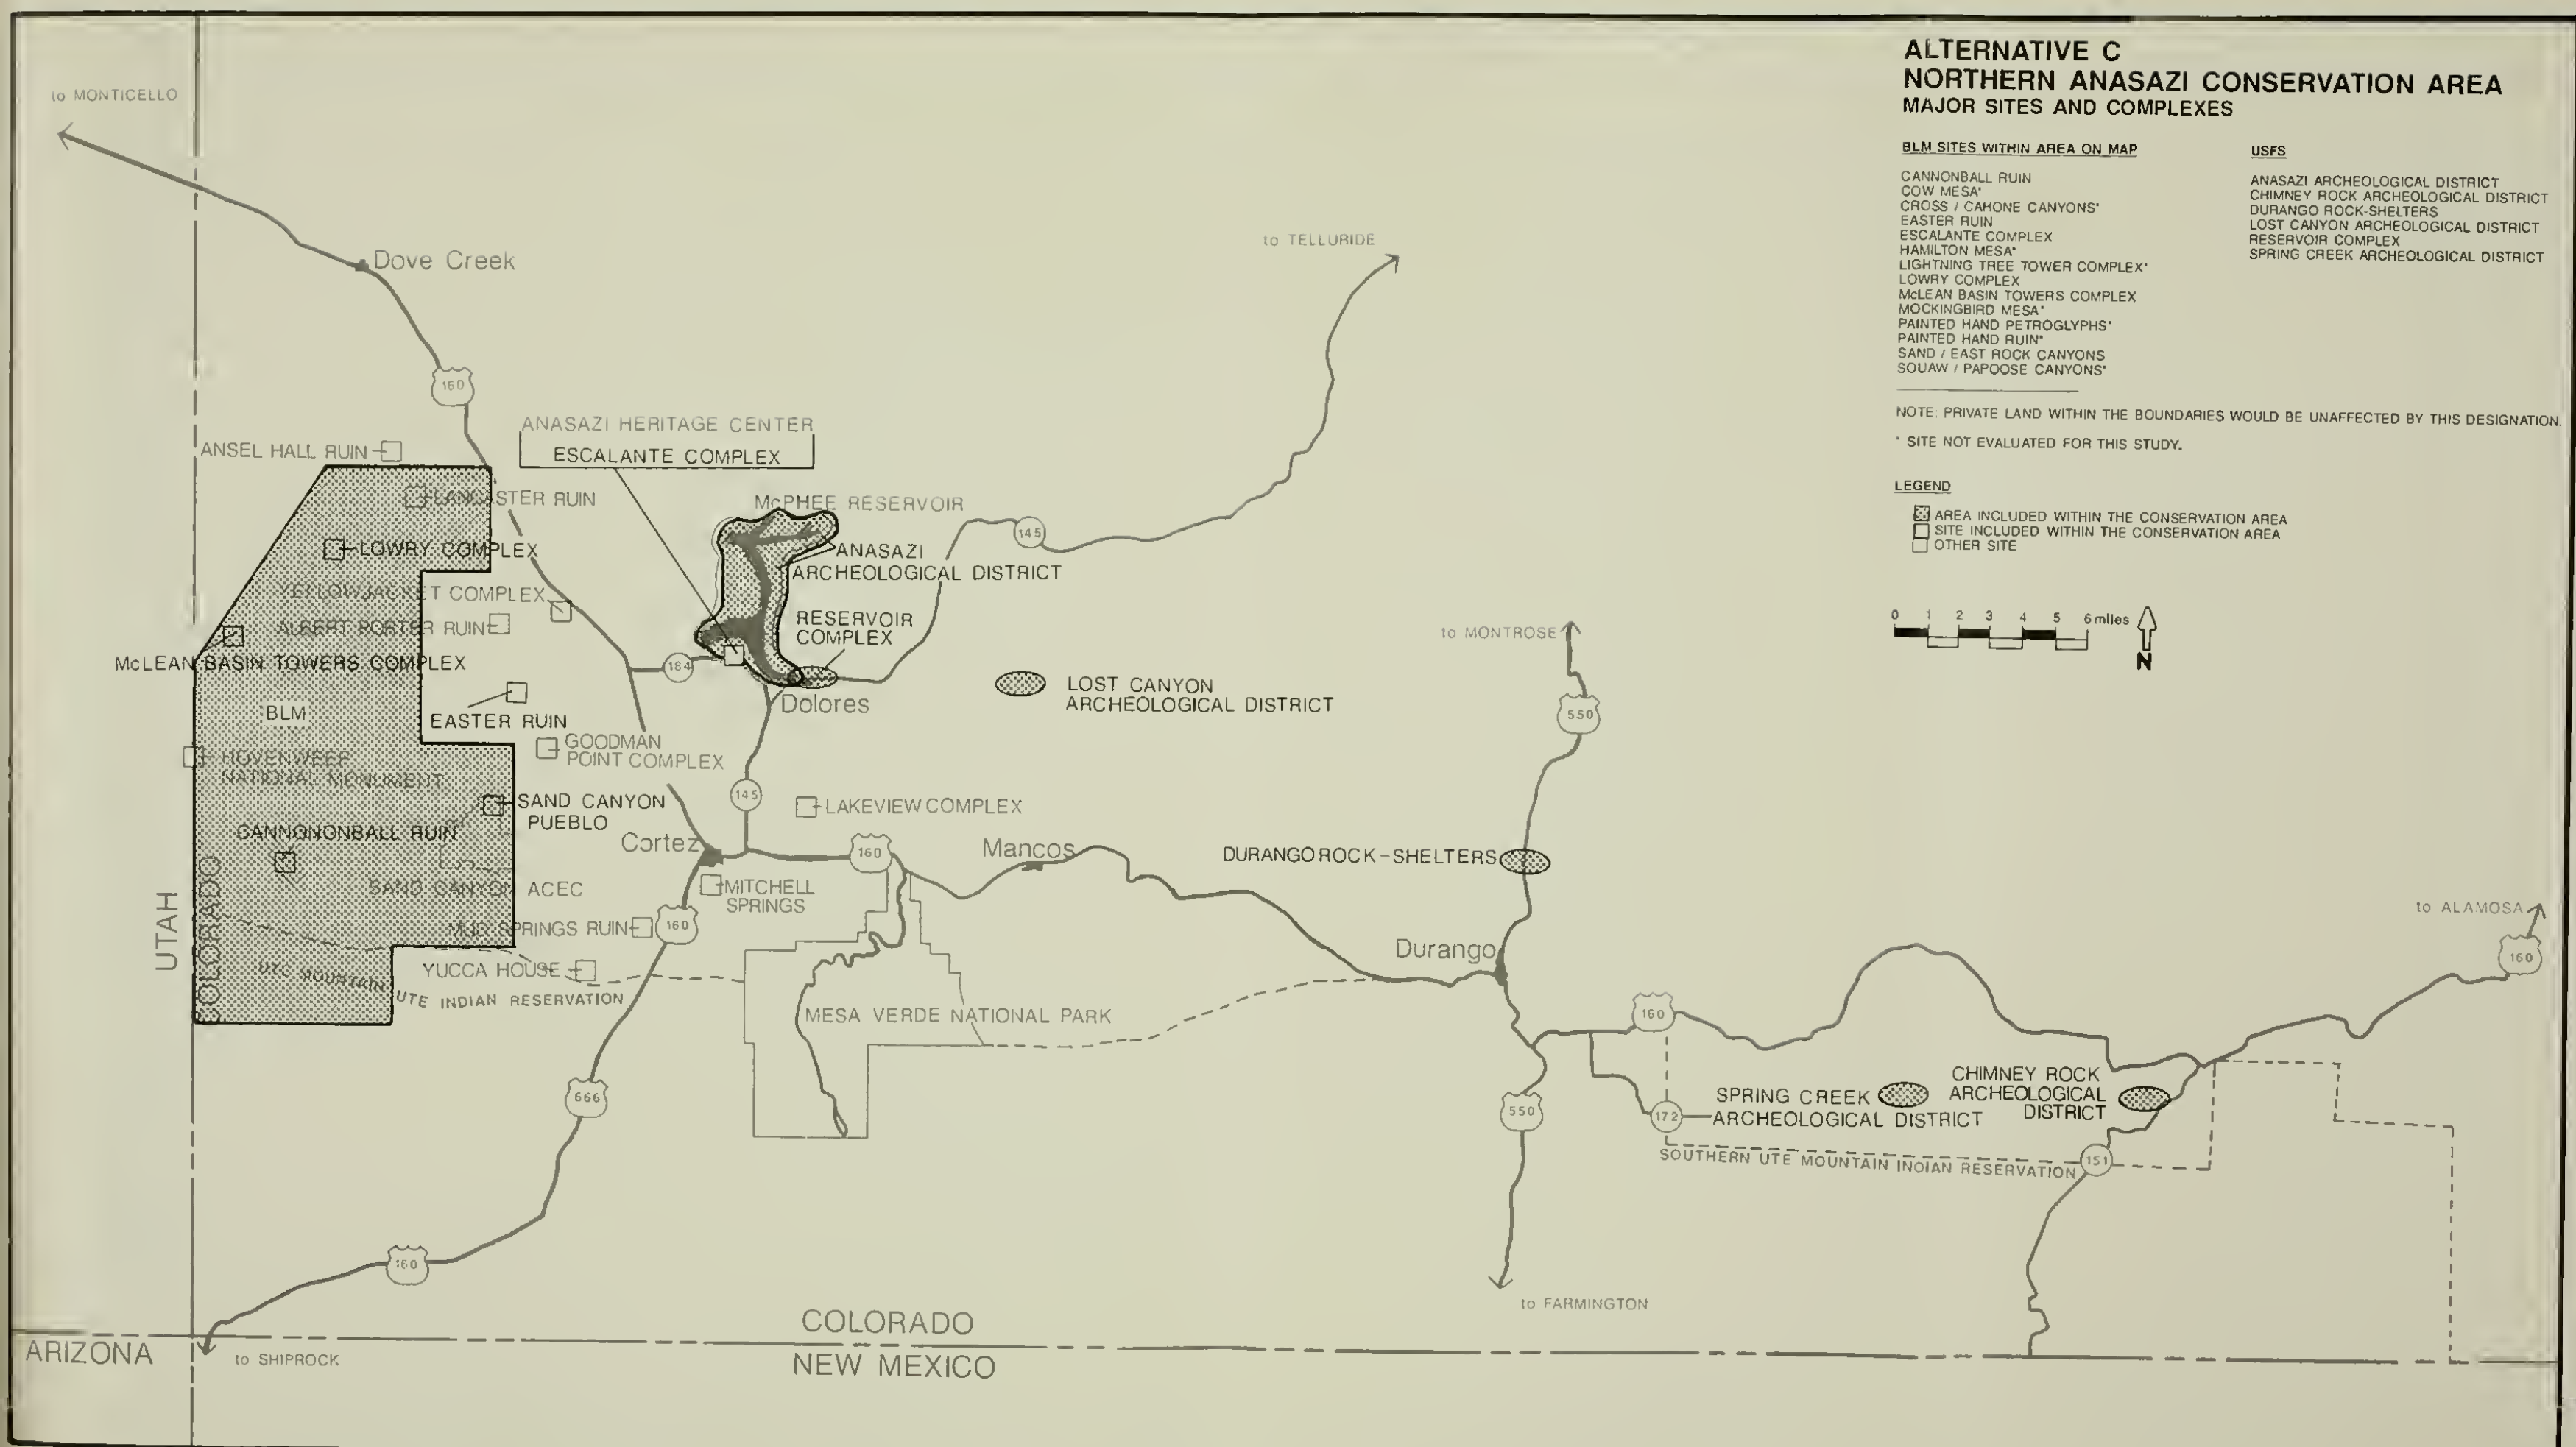 ALTERNATIVE C
NORTHERN ANASAZI CONSERVATION AREA
MAJOR SITES AND COMPLEXES
BLM SITES WITHIN AREA ON MAP
CANNONBALL RUIN
COW MESA*
CROSS / CAHONE CANYONS*
EASTER RUIN
ESCALANTE COMPLEX
HAMILTON MESA*
LIGHTNING TREE TOWER COMPLEX*
LOWRY COMPLEX
McLEAN BASIN TOWERS COMPLEX
MOCKINGBIRD MESA*
PAINTED HAND PETROGLYPHS*
PAINTED HAND RUIN*
SAND / EAST ROCK CANYONS
SQUAW / PAPOOSE CANYONS*
USFS
ANASAZI ARCHEOLOGICAL DISTRICT
CHIMNEY ROCK ARCHEOLOGICAL DISTRICT
DURANGO ROCK-SHELTERS
LOST CANYON ARCHEOLOGICAL DISTRICT
RESERVOIR COMPLEX
SPRING CREEK ARCHEOLOGICAL DISTRICT
NOTE: PRIVATE LAND WITHIN THE BOUNDARIES WOULD BE UNAFFECTED BY THIS DESIGNATION.
* SITE NOT EVALUATED FOR THIS STUDY.
LEGEND
AREA INCLUDED WITHIN THE CONSERVATION AREA
SITE INCLUDED WITHIN THE CONSERVATION AREA
OTHER SITE
0 1 2 3 4 5 6 miles
N
to MONTICELLO
Dove Creek
to TELLURIDE
160
ANASAZI HERITAGE CENTER
ESCALANTE COMPLEX
ANSEL HALL RUIN
LANCASTER RUIN
McPHEE RESERVOIR
145
LOWRY COMPLEX
ANASAZI
ARCHEOLOGICAL DISTRICT
YELLOWJACKET COMPLEX
ALBERT PORTER RUIN
RESERVOIR
COMPLEX
to MONTROSE
McLEAN BASIN TOWERS COMPLEX
184
LOST CANYON
ARCHEOLOGICAL DISTRICT
Dolores
BLM
EASTER RUIN
550
GOODMAN
POINT COMPLEX
HOVENWEEP
NATIONAL MONUMENT
145
SAND CANYON
PUEBLO
LAKEVIEW COMPLEX
CANNONONBALL RUIN
Cortez
160
Mancos
DURANGO ROCK-SHELTERS
SAND CANYON ACEC
MITCHELL
SPRINGS
UTAH
COLORADO
MUD SPRINGS RUIN
160
to ALAMOSA
160
Durango
YUCCA HOUSE
UTE MOUNTAIN
UTE INDIAN RESERVATION
MESA VERDE NATIONAL PARK
160
666
SPRING CREEK
ARCHEOLOGICAL DISTRICT
CHIMNEY ROCK
ARCHEOLOGICAL
DISTRICT
550
172
SOUTHERN UTE MOUNTAIN INDIAN RESERVATION
151
160
to FARMINGTON
COLORADO
ARIZONA
to SHIPROCK
NEW MEXICO